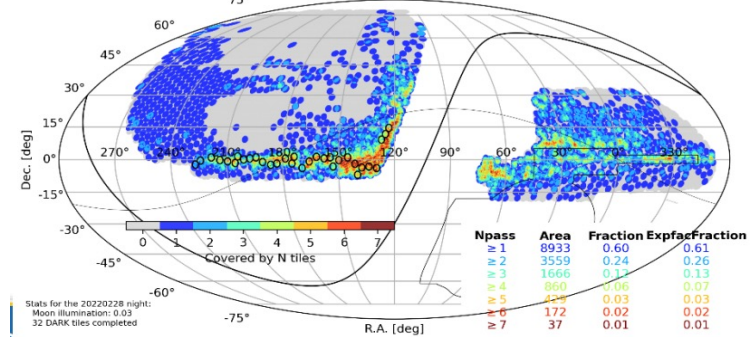 75°
60°
45°
30°
15°
0°
-15°
-30°
-45°
-60°
-75°
Dec. [deg]
270° 240° 210° 180° 150° 120° 90° 60° 30° 330°
0 1 2 3 4 5 6 7
Covered by N tiles
Npass Area Fraction ExpfacFraction
≥ 1 8933 0.60 0.61
≥ 2 3559 0.24 0.26
≥ 3 1666 0.12 0.13
≥ 4 860 0.06 0.07
≥ 5 429 0.03 0.03
≥ 6 172 0.02 0.02
≥ 7 37 0.01 0.01
Stats for the 20220228 night:
Moon illumination: 0.03
32 DARK tiles completed
R.A. [deg]